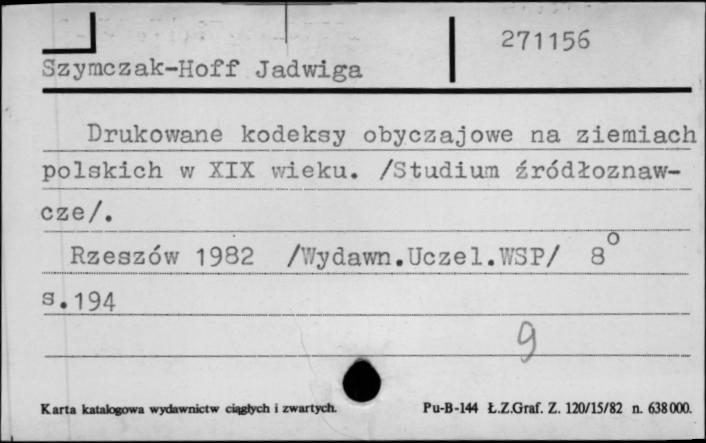 271156
Szymczak-Hoff Jadwiga
Drukowane kodeksy obyczajowe na ziemiach
polskich w XIX wieku. /Studium źródłoznaw-
cze/.
Rzeszów 1982 /Wydawn.Uczel.WSP/ 8°
s.194
9
Karta katalogowa wydawnictw ciągłych i zwartych. Pu-B-144 Ł.Z.Graf. Z. 120/15/82 n. 638000.